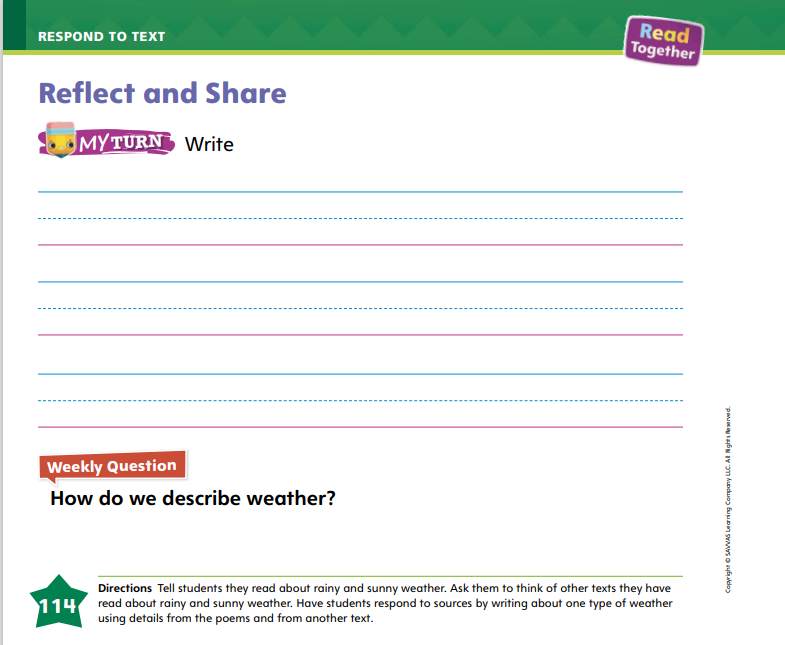 RESPOND TO TEXT
Read
Together
Reflect and Share
MY TURN Write
Weekly Question
How do we describe weather?
Directions Tell students they read about rainy and sunny weather. Ask them to think of other texts they have
read about rainy and sunny weather. Have students respond to sources by writing about one type of weather
using details from the poems and from another text.
114
Copyright © SAVVAS Learning Company LLC. All Rights Reserved.